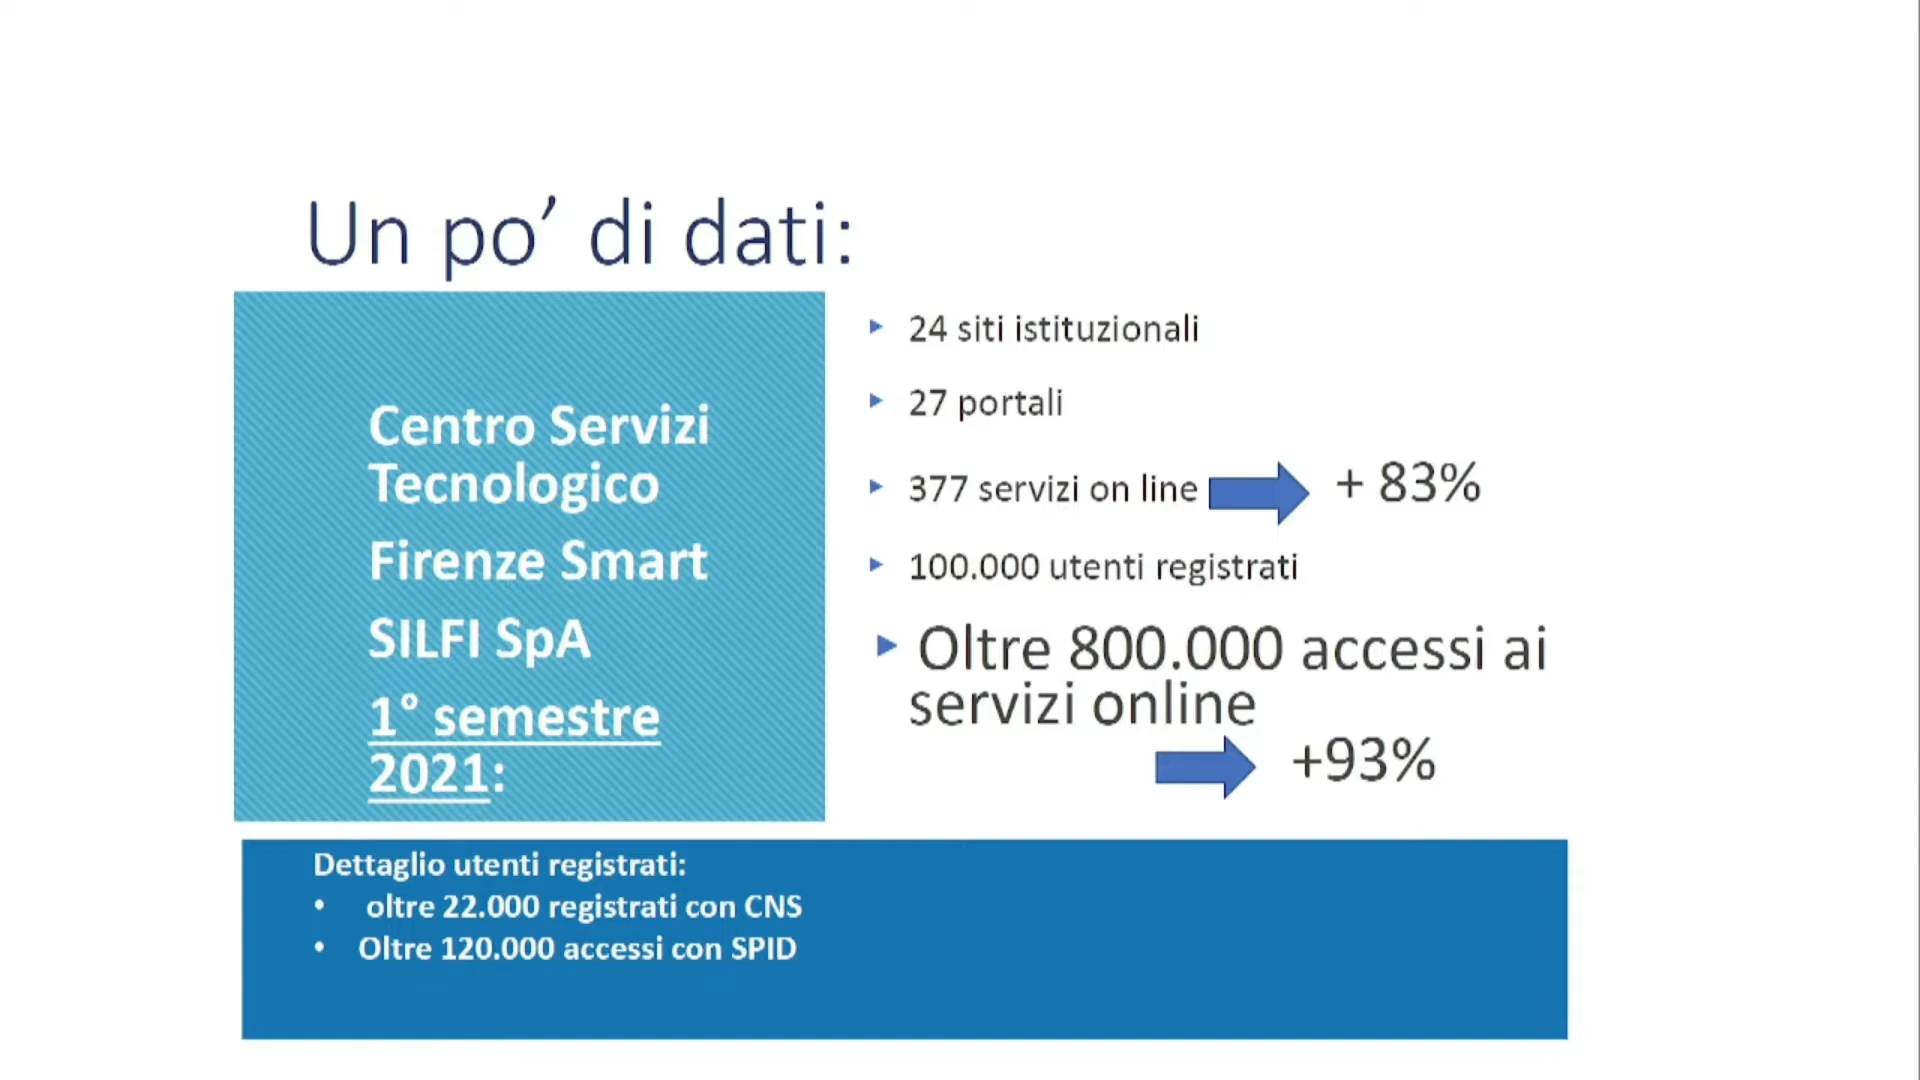 Un po’ di dati:
Centro Servizi
Tecnologico
Firenze Smart
SILFI SpA
1° semestre
2021:
24 siti istituzionali
27 portali
377 servizi on line
+ 83%
100.000 utenti registrati
Oltre 800.000 accessi ai
servizi online
+93%
Dettaglio utenti registrati:
• oltre 22.000 registrati con CNS
• Oltre 120.000 accessi con SPID